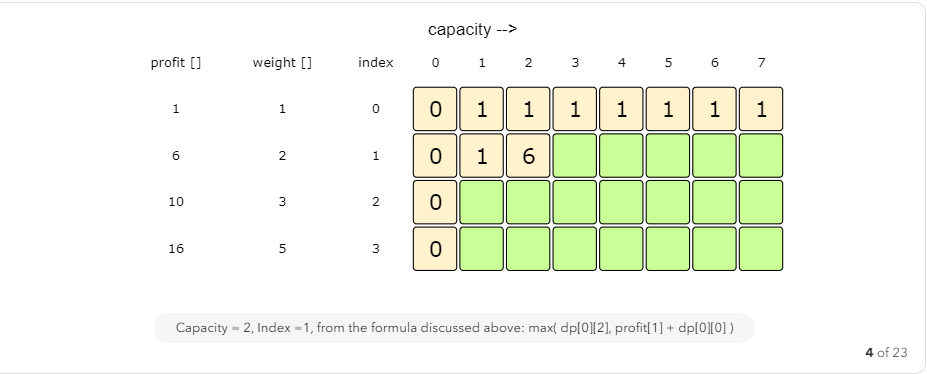 capacity -->
profit [] weight [] index 0 1 2 3 4 5 6 7
1 1 0 0 1 1 1 1 1 1 1
6 2 1 0 1 6
10 3 2 0
16 5 3 0
Capacity = 2, Index =1, from the formula discussed above: max( dp[0][2], profit[1] + dp[0][0] )
4 of 23